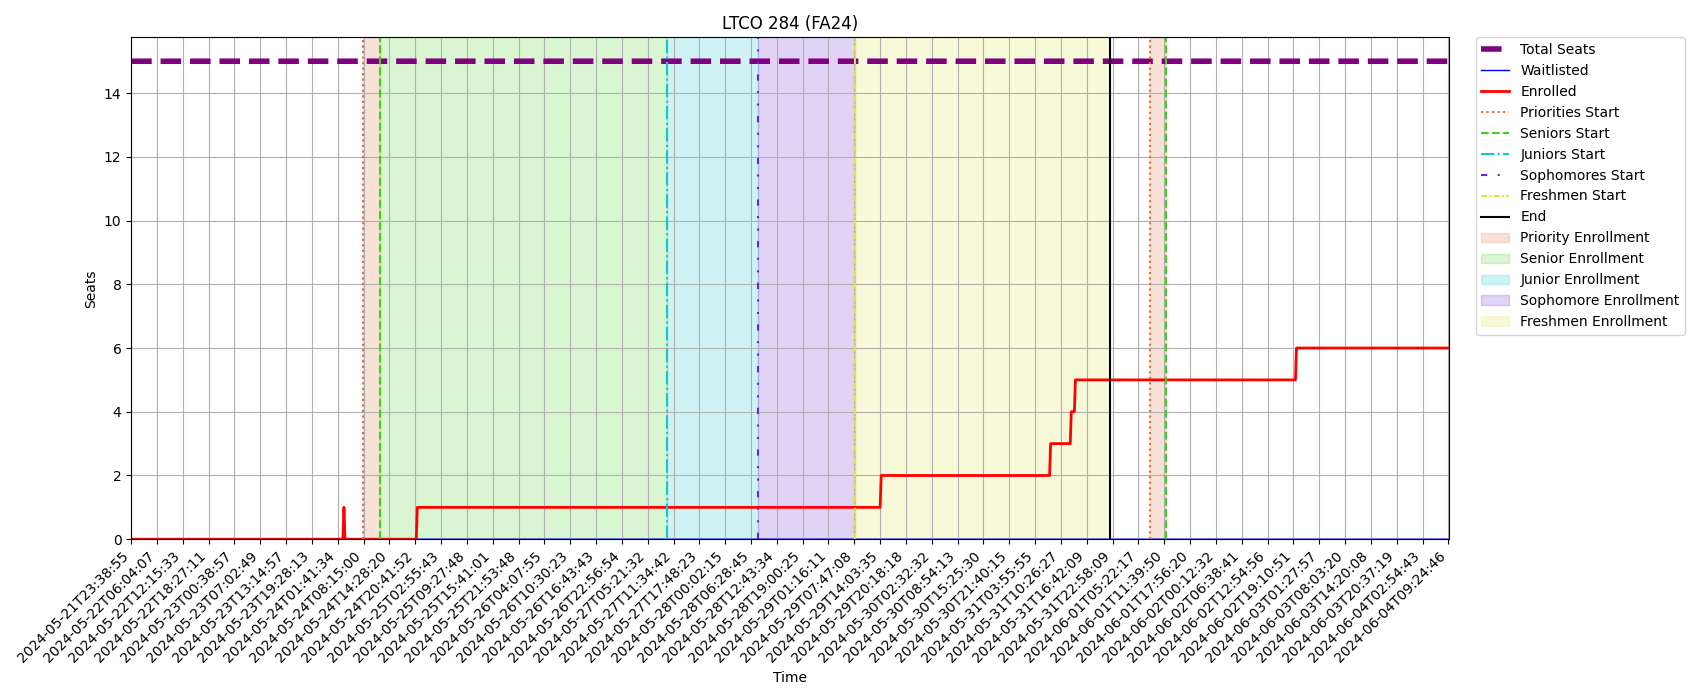 LTCO 284 (FA24)
Total Seats
Waitlisted
Enrolled
Priorities Start
Seniors Start
Juniors Start
Sophomores Start
Freshmen Start
End
Priority Enrollment
Senior Enrollment
Junior Enrollment
Sophomore Enrollment
Freshmen Enrollment
Seats
14
12
10
8
6
4
2
0
2024-05-21T23:38:55
2024-05-22T06:04:07
2024-05-22T12:15:33
2024-05-22T18:27:11
2024-05-23T00:38:57
2024-05-23T07:02:49
2024-05-23T13:14:57
2024-05-23T19:28:13
2024-05-24T01:41:34
2024-05-24T08:15:00
2024-05-24T14:28:20
2024-05-24T20:41:52
2024-05-25T02:55:43
2024-05-25T09:27:48
2024-05-25T15:41:01
2024-05-25T21:53:48
2024-05-26T04:07:55
2024-05-26T10:30:23
2024-05-26T16:43:43
2024-05-26T22:56:54
2024-05-27T05:21:32
2024-05-27T11:34:42
2024-05-27T17:48:23
2024-05-28T00:02:15
2024-05-28T06:28:45
2024-05-28T12:43:34
2024-05-28T19:00:25
2024-05-29T01:16:11
2024-05-29T07:47:08
2024-05-29T14:03:35
2024-05-29T20:18:18
2024-05-30T02:32:32
2024-05-30T08:54:13
2024-05-30T15:25:30
2024-05-30T21:40:15
2024-05-31T03:55:55
2024-05-31T10:26:27
2024-05-31T16:42:09
2024-05-31T22:58:09
2024-06-01T05:22:17
2024-06-01T11:39:50
2024-06-01T17:56:20
2024-06-02T00:12:32
2024-06-02T06:38:41
2024-06-02T12:54:56
2024-06-02T19:10:51
2024-06-03T01:27:57
2024-06-03T08:03:20
2024-06-03T14:20:08
2024-06-03T20:37:19
2024-06-04T02:54:43
2024-06-04T09:24:46
Time